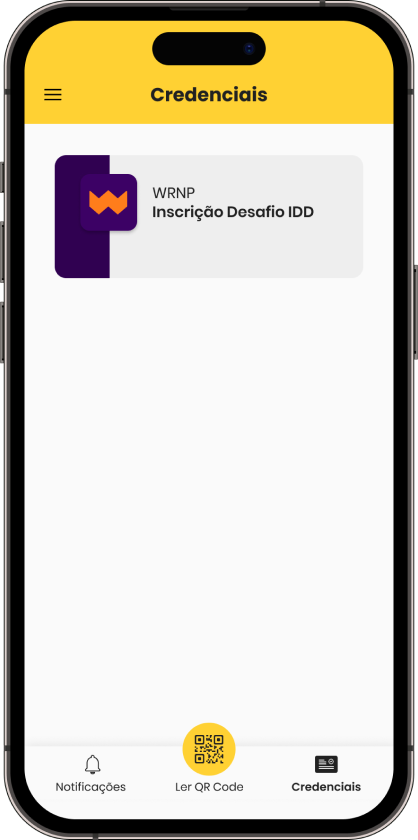 Credenciais
WRNP
Inscrição Desafio IDD
Notificações
Ler QR Code
Credenciais